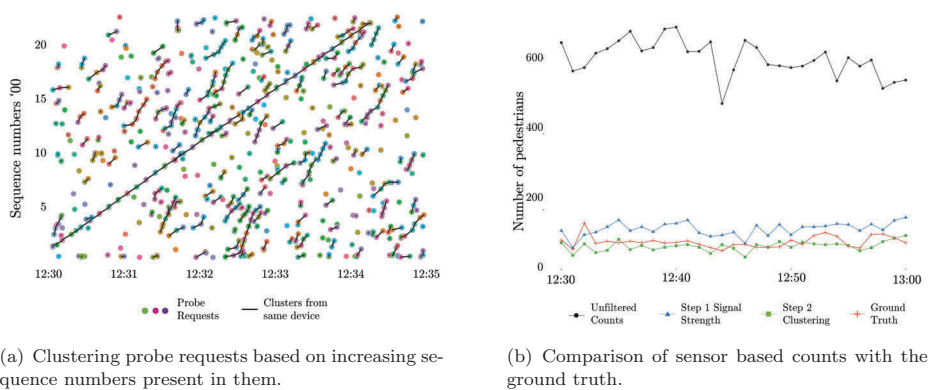 Sequence numbers '00
20
15
10
5
12:30 12:31 12:32 12:33 12:34 12:35
Probe Requests
Clusters from same device
(a) Clustering probe requests based on increasing se-
quence numbers present in them.
Number of pedestrians
600
400
200
0
12:30 12:40 12:50 13:00
Unfiltered Counts
Step 1 Signal Strength
Step 2 Clustering
Ground Truth
(b) Comparison of sensor based counts with the
ground truth.